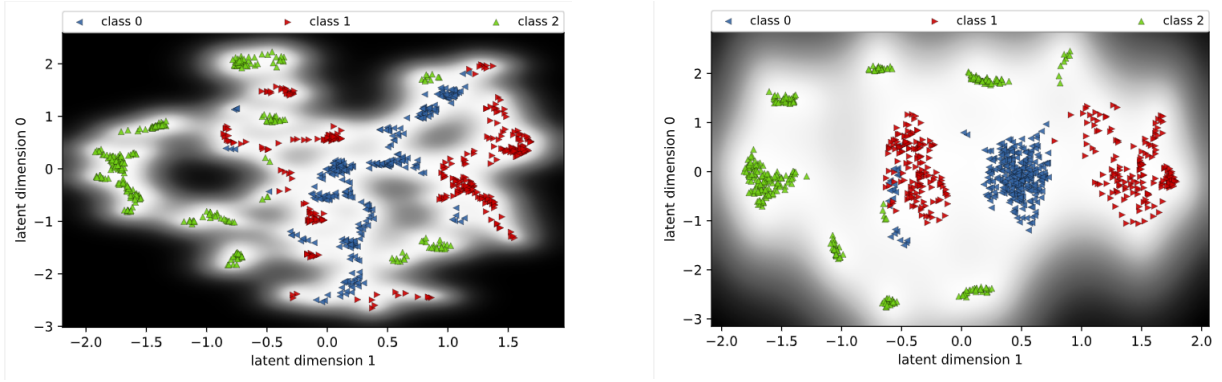 class 0 class 1 class 2
2
1
0
−1
−2
−3
latent dimension 0
−2.0 −1.5 −1.0 −0.5 0.0 0.5 1.0 1.5
latent dimension 1
class 0 class 1 class 2
2
1
0
−1
−2
−3
latent dimension 0
−2.0 −1.5 −1.0 −0.5 0.0 0.5 1.0 1.5 2.0
latent dimension 1